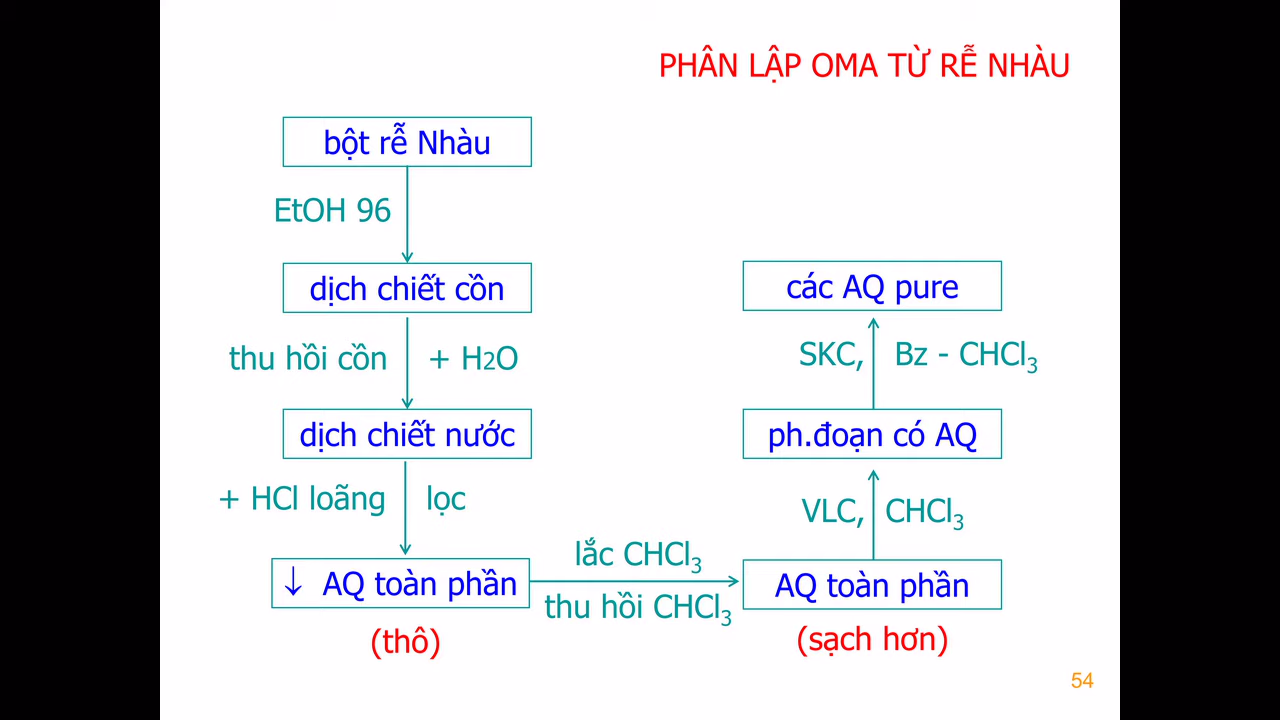 PHÂN LẬP OMA TỪ RỄ NHÀU
bột rễ Nhàu
EtOH 96
dịch chiết cồn
thu hồi cồn + H2O
dịch chiết nước
+ HCl loãng lọc
↓ AQ toàn phần
(thô)
lắc CHCl3
thu hồi CHCl3
AQ toàn phần
(sạch hơn)
VLC, CHCl3
ph.đoạn có AQ
SKC, Bz - CHCl3
các AQ pure
54